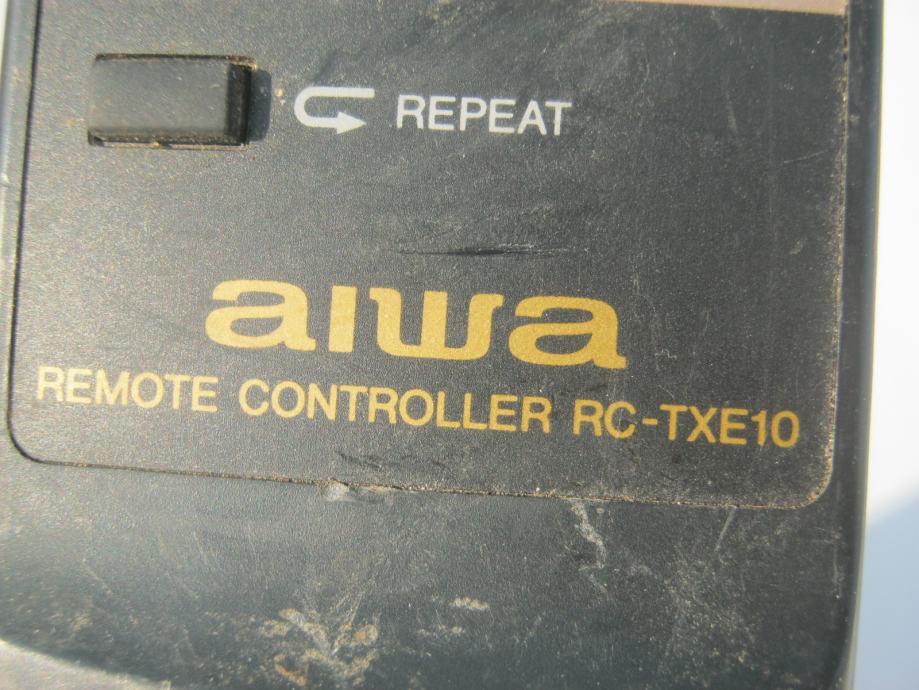 REPEAT
aiwa
REMOTE CONTROLLER RC-TXE10